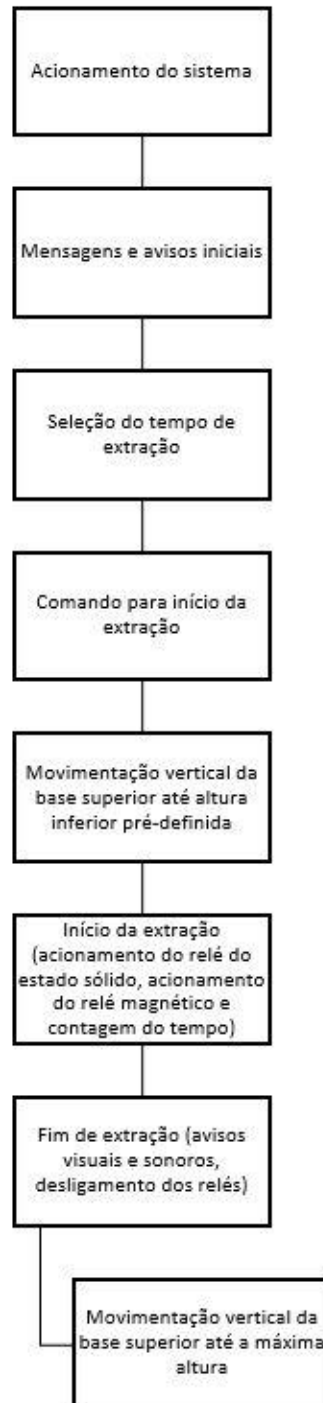 Acionamento do sistema
Mensagens e avisos iniciais
Seleção do tempo de
extração
Comando para início da
extração
Movimentação vertical da
base superior até altura
inferior pré-definida
Início da extração
(acionamento do relé do
estado sólido, acionamento
do relé magnético e
contagem do tempo)
Fim de extração (avisos
visuais e sonoros,
desligamento dos relés)
Movimentação vertical da
base superior até a máxima
altura